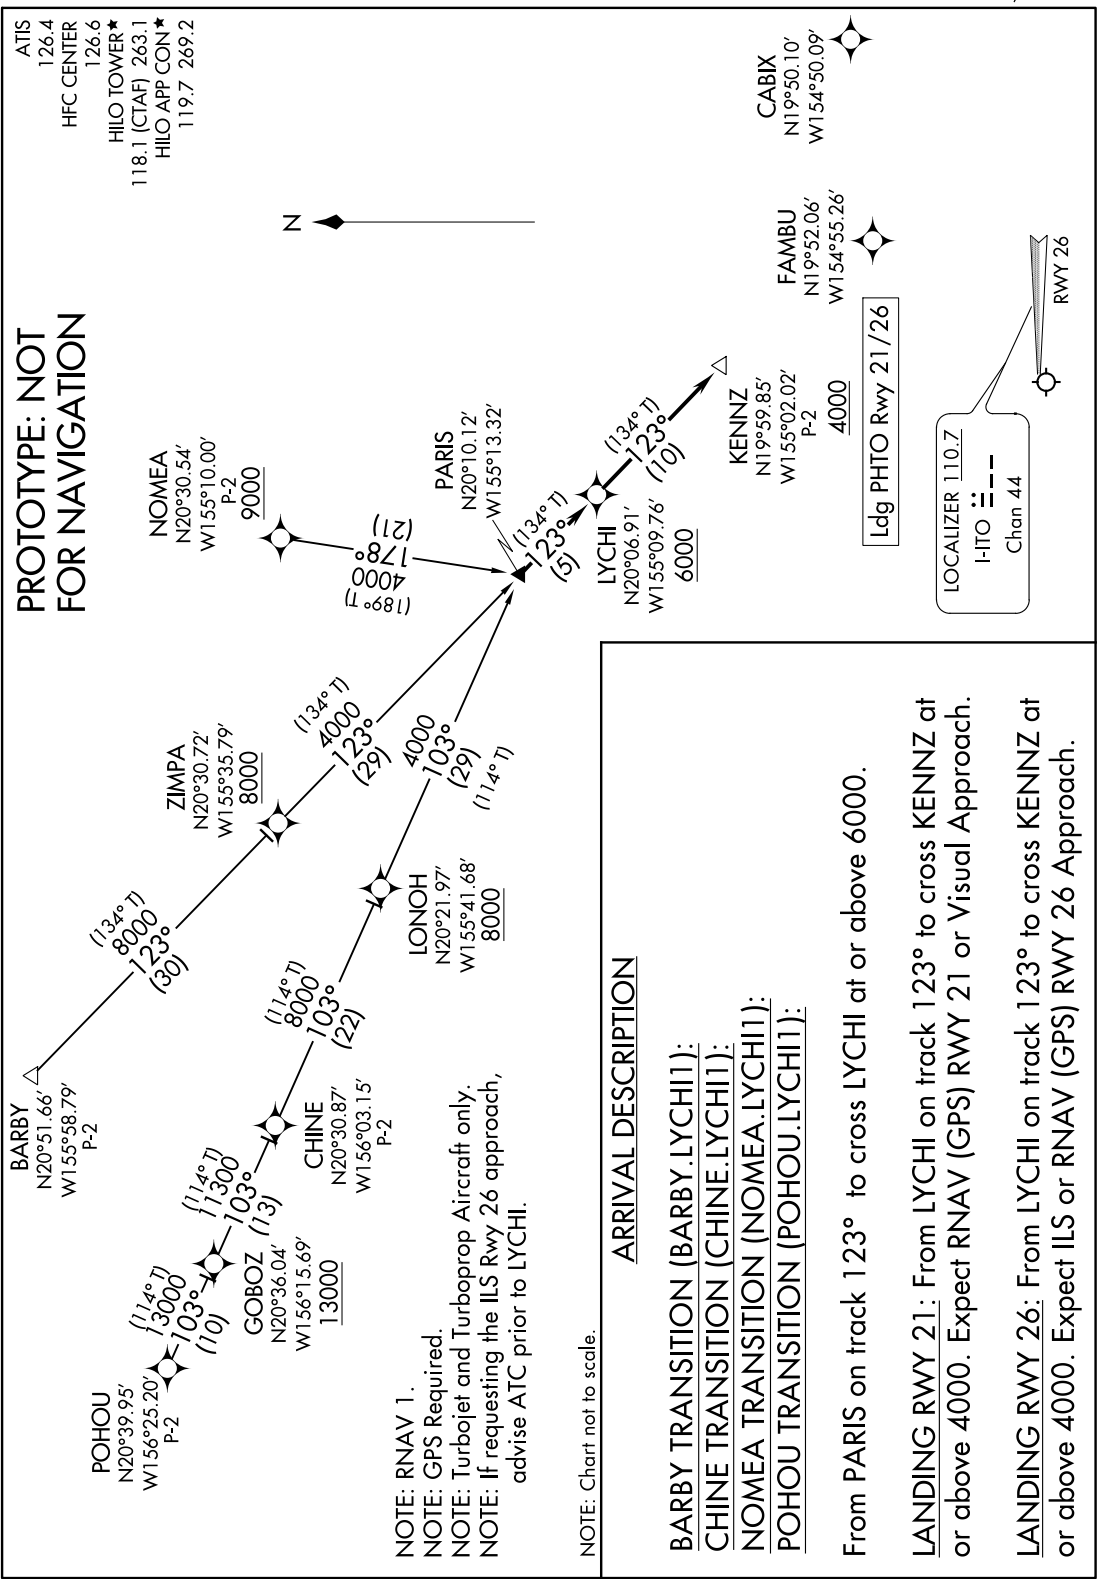 PROTOTYPE: NOT
FOR NAVIGATION
ATIS
126.4
HFC CENTER
126.6
HILO TOWER★
118.1 (CTAF) 263.1
HILO APP CON★
119.7 269.2
N
BARBY
N20°51.66′
W155°58.79′
P-2
(134° T)
8000
123°
(30)
ZIMPA
N20°30.72′
W155°35.79′
8000
(134° T)
4000
123°
(29)
NOMEA
N20°30.54′
W155°10.00′
P-2
9000
(189° T)
4000
178°
(21)
POHOU
N20°39.95′
W156°25.20′
P-2
(114° T)
13000
103°
(10)
GOBOZ
N20°36.04′
W156°15.69′
13000
(114° T)
11300
103°
(13)
CHINE
N20°30.87′
W156°03.15′
P-2
(114° T)
8000
103°
(22)
LONOH
N20°21.97′
W155°41.68′
8000
4000
103°
(29)
(114° T)
PARIS
N20°10.12′
W155°13.32′
(134° T)
123°
(5)
LYCHI
N20°06.91′
W155°09.76′
6000
(134° T)
123°
(10)
KENNZ
N19°59.85′
W155°02.02′
P-2
4000
FAMBU
N19°52.06′
W154°55.26′
CABIX
N19°50.10′
W154°50.09′
Ldg PHTO Rwy 21/26
LOCALIZER 110.7
I-ITO
Chan 44
RWY 26
NOTE: RNAV 1.
NOTE: GPS Required.
NOTE: Turbojet and Turboprop Aircraft only.
NOTE: If requesting the ILS Rwy 26 approach,
advise ATC prior to LYCHI.
NOTE: Chart not to scale.
ARRIVAL DESCRIPTION
BARBY TRANSITION (BARBY.LYCHI1):
CHINE TRANSITION (CHINE.LYCHI1):
NOMEA TRANSITION (NOMEA.LYCHI1):
POHOU TRANSITION (POHOU.LYCHI1):
From PARIS on track 123° to cross LYCHI at or above 6000.
LANDING RWY 21: From LYCHI on track 123° to cross KENNZ at
or above 4000. Expect RNAV (GPS) RWY 21 or Visual Approach.
LANDING RWY 26: From LYCHI on track 123° to cross KENNZ at
or above 4000. Expect ILS or RNAV (GPS) RWY 26 Approach.